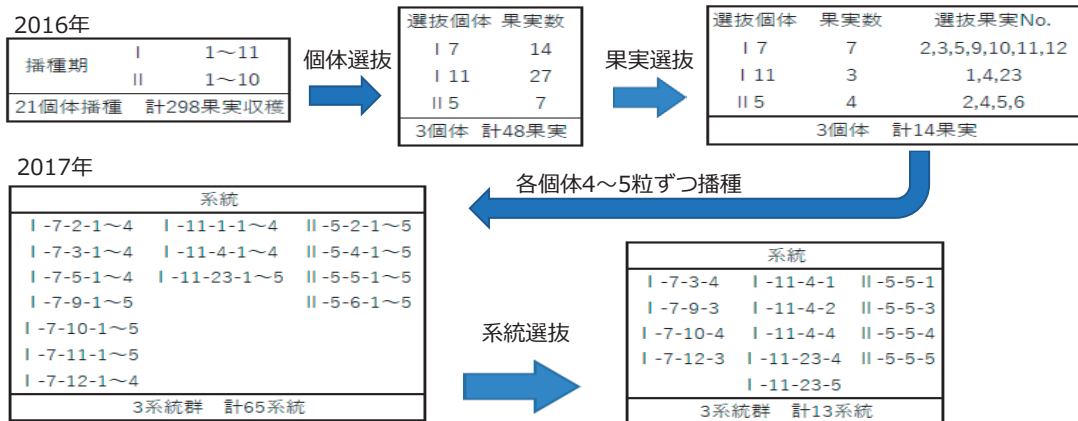 2016年
播種期 Ⅰ 1～11
Ⅱ 1～10
21個体播種 計298果実収穫
個体選抜
選抜個体 果実数
Ⅰ 7 14
Ⅰ 11 27
Ⅱ 5 7
3個体 計48果実
果実選抜
選抜個体 果実数 選抜果実No.
Ⅰ 7 7 2,3,5,9,10,11,12
Ⅰ 11 3 1,4,23
Ⅱ 5 4 2,4,5,6
3個体 計14果実
各個体4～5粒ずつ播種
2017年
系統
Ⅰ-7-2-1～4 Ⅰ-11-1-1～4 Ⅱ-5-2-1～5
Ⅰ-7-3-1～4 Ⅰ-11-4-1～4 Ⅱ-5-4-1～5
Ⅰ-7-5-1～4 Ⅰ-11-23-1～5 Ⅱ-5-5-1～5
Ⅰ-7-9-1～5 Ⅱ-5-6-1～5
Ⅰ-7-10-1～5
Ⅰ-7-11-1～5
Ⅰ-7-12-1～4
3系統群 計65系統
系統選抜
系統
Ⅰ-7-3-4 Ⅰ-11-4-1 Ⅱ-5-5-1
Ⅰ-7-9-3 Ⅰ-11-4-2 Ⅱ-5-5-3
Ⅰ-7-10-4 Ⅰ-11-4-4 Ⅱ-5-5-4
Ⅰ-7-12-3 Ⅰ-11-23-4 Ⅱ-5-5-5
Ⅰ-11-23-5
3系統群 計13系統